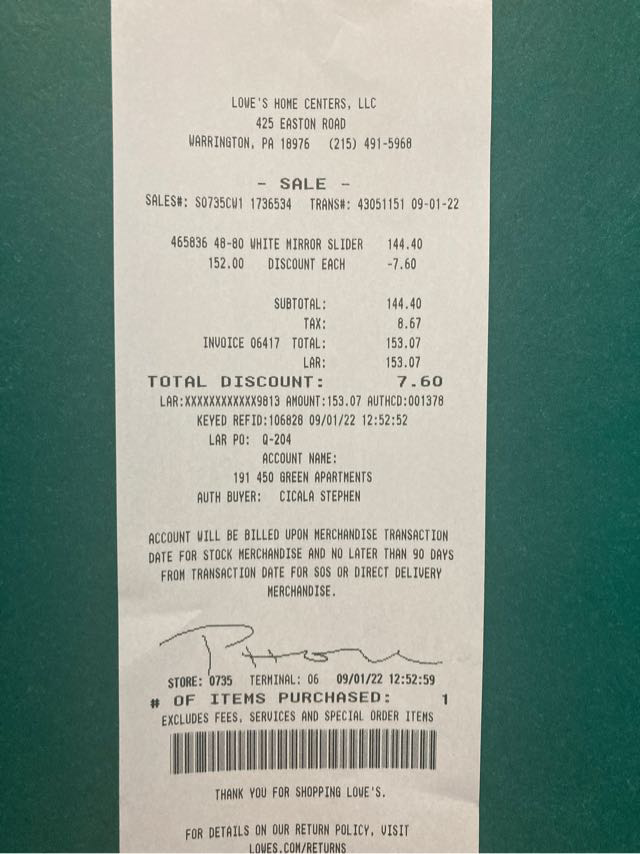 LOWE'S HOME CENTERS, LLC
425 EASTON ROAD
WARRINGTON, PA 18976 (215) 491-5968
- SALE -
SALES#: S0735CW1 1736534 TRANS#: 43051151 09-01-22
465836 48-80 WHITE MIRROR SLIDER 144.40
152.00 DISCOUNT EACH -7.60
SUBTOTAL: 144.40
TAX: 8.67
INVOICE 06417 TOTAL: 153.07
LAR: 153.07
TOTAL DISCOUNT: 7.60
LAR:XXXXXXXXXXXX9813 AMOUNT:153.07 AUTHCD:001378
KEYED REFID:106828 09/01/22 12:52:52
LAR PO: Q-204
ACCOUNT NAME:
191 450 GREEN APARTMENTS
AUTH BUYER: CICALA STEPHEN
ACCOUNT WILL BE BILLED UPON MERCHANDISE TRANSACTION
DATE FOR STOCK MERCHANDISE AND NO LATER THAN 90 DAYS
FROM TRANSACTION DATE FOR SOS OR DIRECT DELIVERY
MERCHANDISE.
STORE: 0735 TERMINAL: 06 09/01/22 12:52:59
# OF ITEMS PURCHASED: 1
EXCLUDES FEES, SERVICES AND SPECIAL ORDER ITEMS
THANK YOU FOR SHOPPING LOWE'S.
FOR DETAILS ON OUR RETURN POLICY, VISIT
LOWES.COM/RETURNS